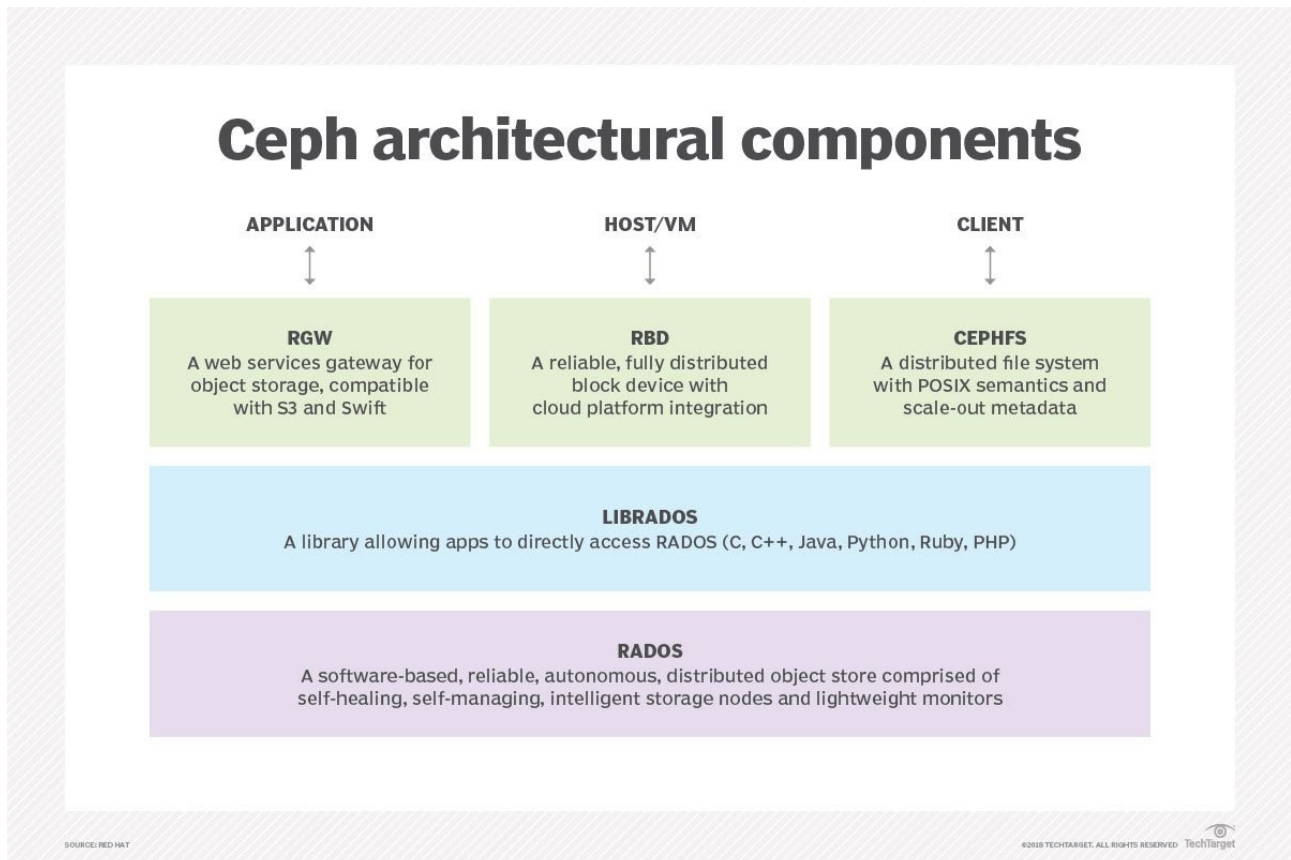 Ceph architectural components
APPLICATION
HOST/VM
CLIENT
RGW
A web services gateway for
object storage, compatible
with S3 and Swift
RBD
A reliable, fully distributed
block device with
cloud platform integration
CEPHFS
A distributed file system
with POSIX semantics and
scale-out metadata
LIBRADOS
A library allowing apps to directly access RADOS (C, C++, Java, Python, Ruby, PHP)
RADOS
A software-based, reliable, autonomous, distributed object store comprised of
self-healing, self-managing, intelligent storage nodes and lightweight monitors
SOURCE: RED HAT
©2018 TECHTARGET. ALL RIGHTS RESERVED TechTarget